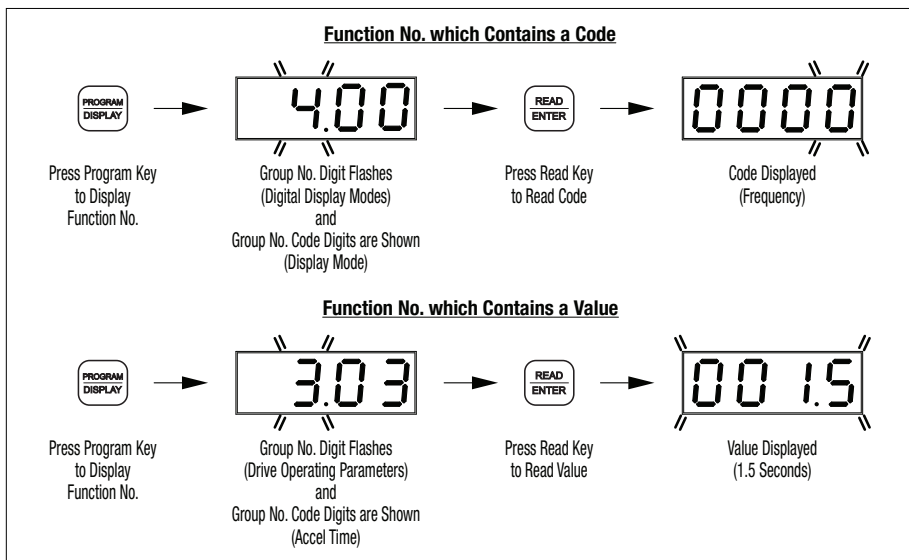 Function No. which Contains a Code
PROGRAM
DISPLAY
4.00
READ
ENTER
0000
Press Program Key
to Display
Function No.
Group No. Digit Flashes
(Digital Display Modes)
and
Group No. Code Digits are Shown
(Display Mode)
Press Read Key
to Read Code
Code Displayed
(Frequency)
Function No. which Contains a Value
PROGRAM
DISPLAY
3.03
READ
ENTER
001.5
Press Program Key
to Display
Function No.
Group No. Digit Flashes
(Drive Operating Parameters)
and
Group No. Code Digits are Shown
(Accel Time)
Press Read Key
to Read Value
Value Displayed
(1.5 Seconds)